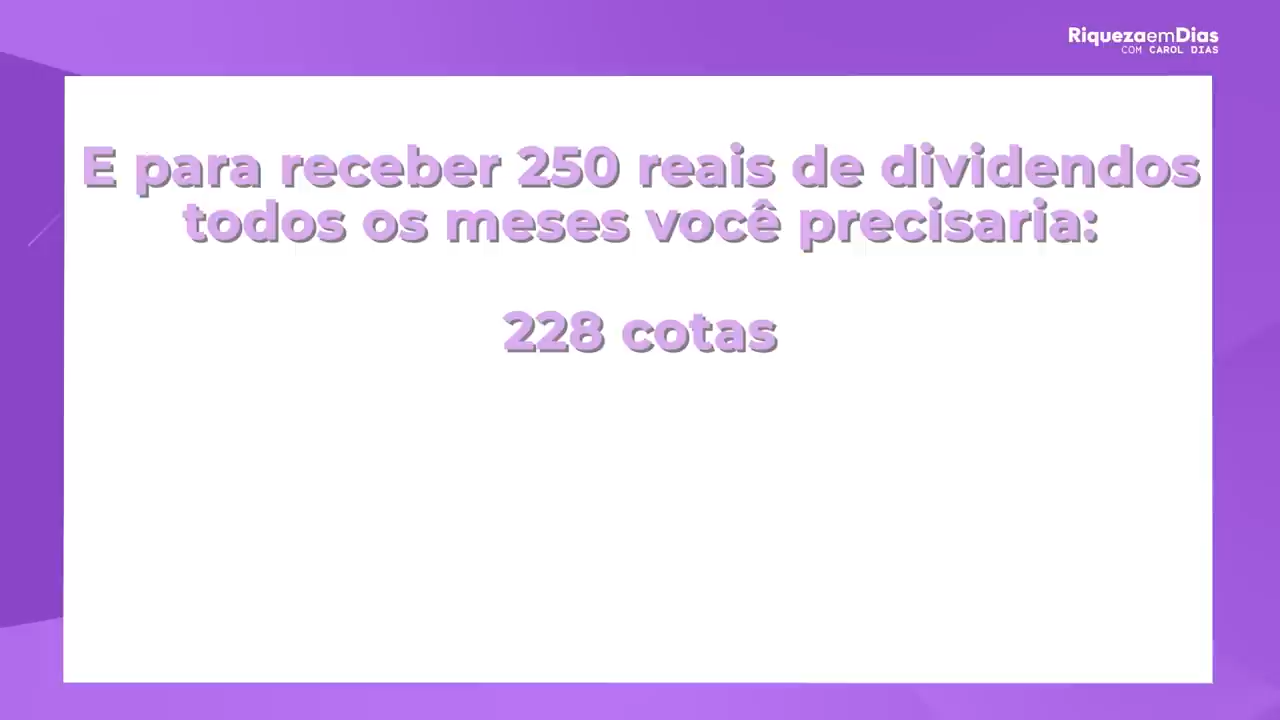 RiquezaemDias
COM CAROL DIAS
E para receber 250 reais de dividendos
todos os meses você precisaria:
228 cotas